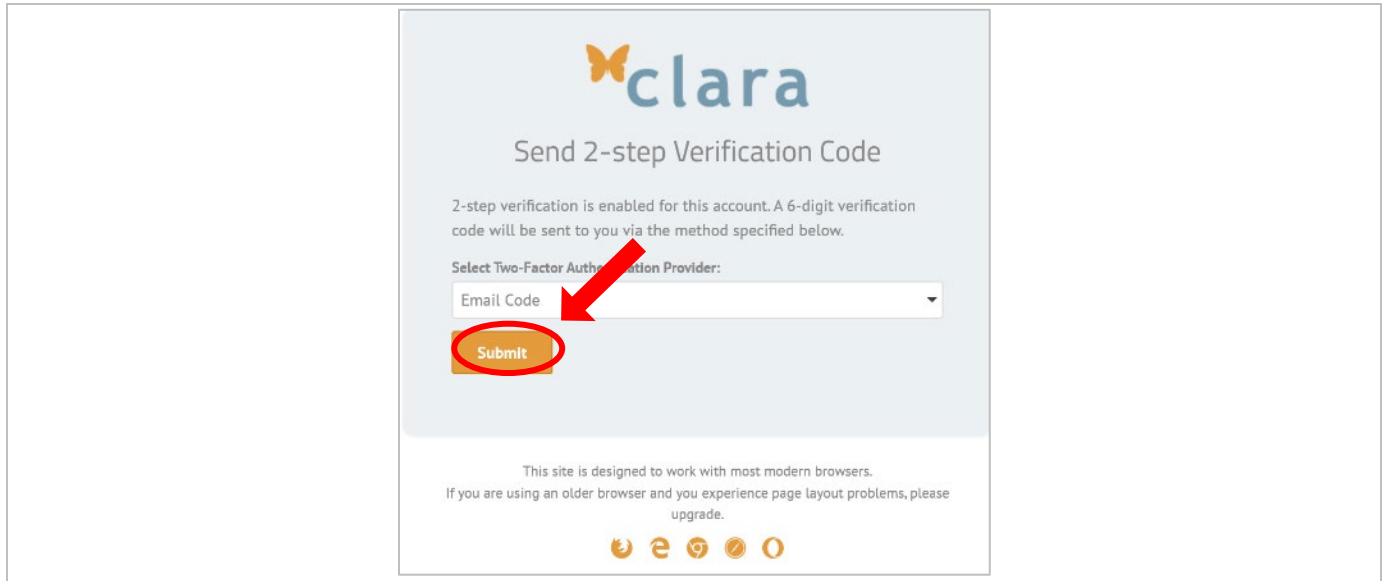 clara
Send 2-step Verification Code
2-step verification is enabled for this account. A 6-digit verification
code will be sent to you via the method specified below.
Select Two-Factor ation Provider:
Email Code
Submit
This site is designed to work with most modern browsers.
If you are using an older browser and you experience page layout problems, please
upgrade.